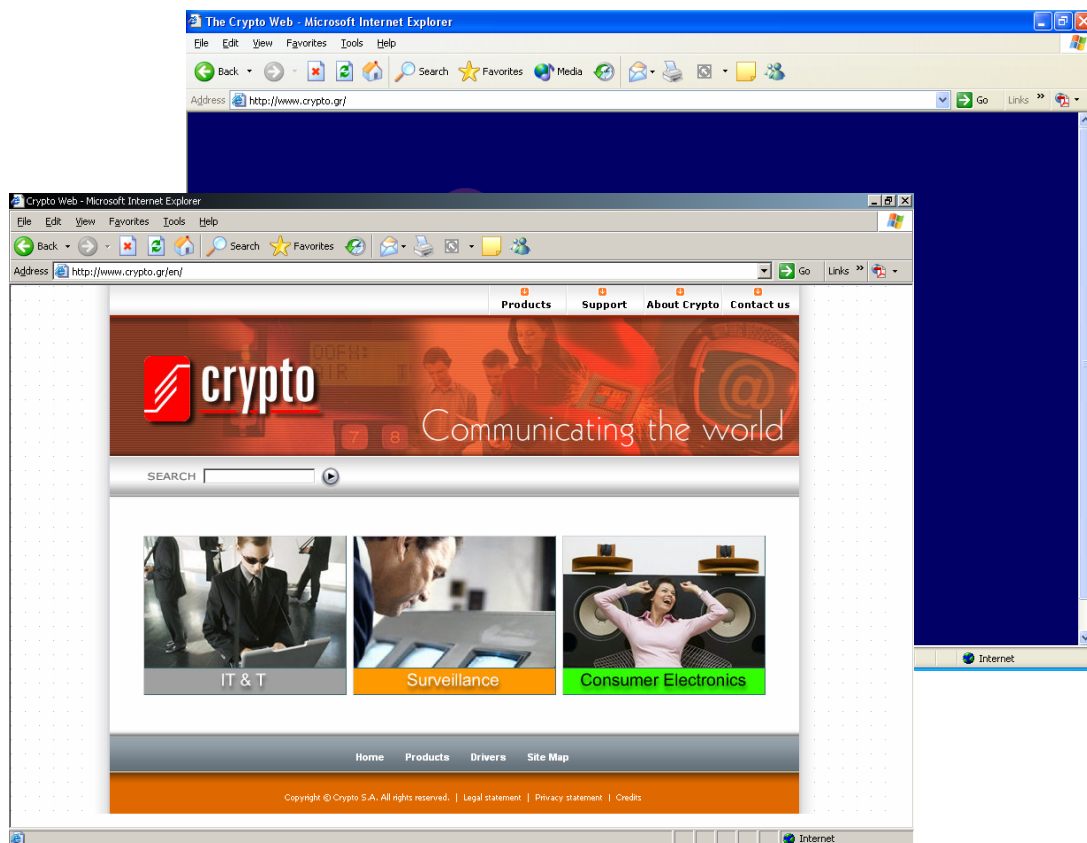 The Crypto Web - Microsoft Internet Explorer
File Edit View Favorites Tools Help
Back Search Favorites Media
Address http://www.crypto.gr/ Go Links »
Crypto Web - Microsoft Internet Explorer
File Edit View Favorites Tools Help
Back Search Favorites
Address http://www.crypto.gr/en/ Go Links »
Products Support About Crypto Contact us
crypto
7 8
@
Communicating the world
SEARCH
IT & T Surveillance Consumer Electronics
Home Products Drivers Site Map
Copyright © Crypto S.A. All rights reserved. | Legal statement | Privacy statement | Credits
Internet
Internet